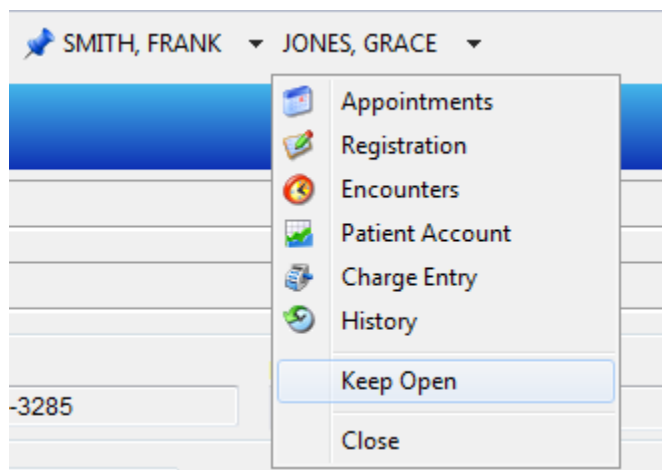 SMITH, FRANK JONES, GRACE
Appointments
Registration
Encounters
Patient Account
Charge Entry
History
Keep Open
-3285
Close